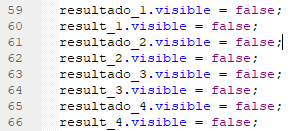 59 resultado_1.visible = false;
60 result_1.visible = false;
61 resultado_2.visible = false;
62 result_2.visible = false;
63 resultado_3.visible = false;
64 result_3.visible = false;
65 resultado_4.visible = false;
66 result_4.visible = false;